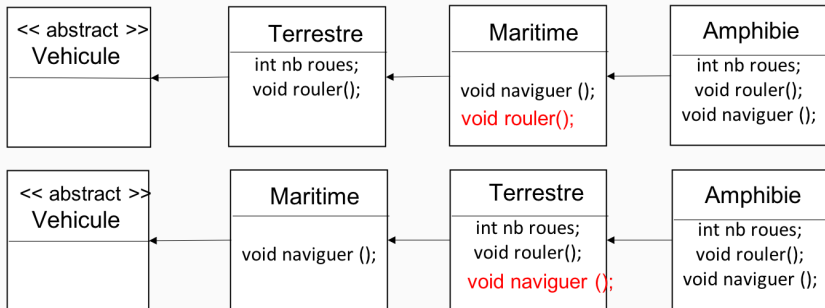 << abstract >>
Vehicule
Terrestre
int nb roues;
void rouler();
Maritime
void naviguer ();
void rouler();
Amphibie
int nb roues;
void rouler();
void naviguer ();
<< abstract >>
Vehicule
Maritime
void naviguer ();
Terrestre
int nb roues;
void rouler();
void naviguer ();
Amphibie
int nb roues;
void rouler();
void naviguer ();